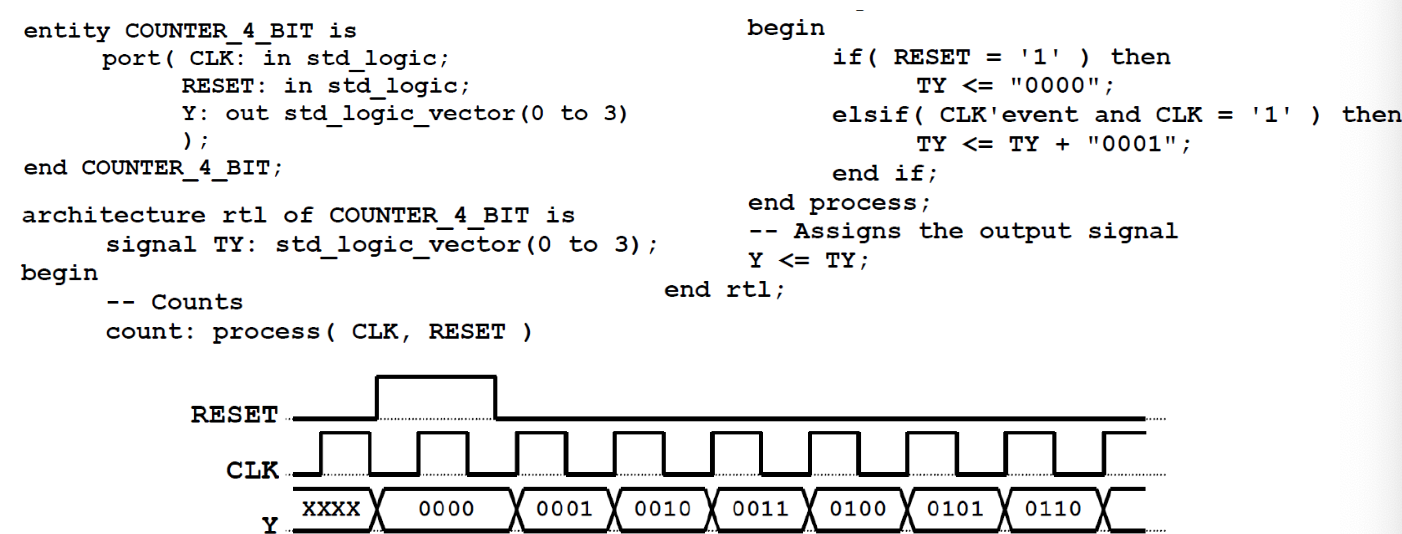 entity COUNTER_4_BIT is
port( CLK: in std_logic;
RESET: in std_logic;
Y: out std_logic_vector(0 to 3)
);
end COUNTER_4_BIT;
architecture rtl of COUNTER_4_BIT is
signal TY: std_logic_vector(0 to 3);
begin
-- Counts
count: process( CLK, RESET )
begin
if( RESET = '1' ) then
TY <= "0000";
elsif( CLK'event and CLK = '1' ) then
TY <= TY + "0001";
end if;
end process;
-- Assigns the output signal
Y <= TY;
end rtl;
RESET
CLK
Y XXXX 0000 0001 0010 0011 0100 0101 0110